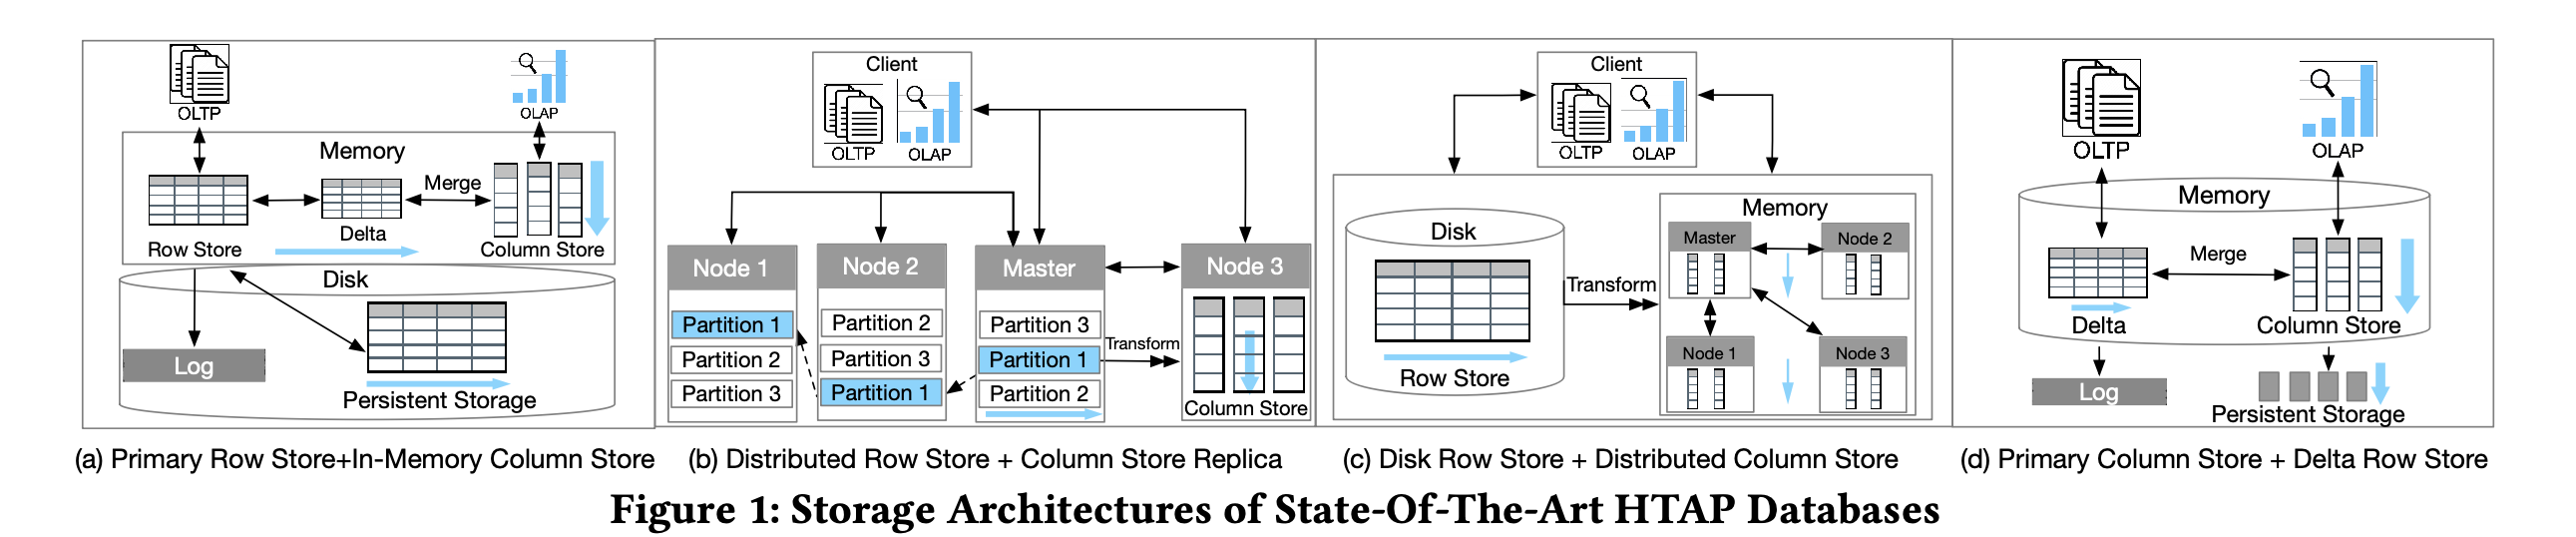 OLTP
OLAP
Memory
Merge
Delta
Row Store
Column Store
Disk
Log
Persistent Storage
(a) Primary Row Store+In-Memory Column Store
Client
OLTP
OLAP
Node 1
Node 2
Master
Node 3
Partition 1
Partition 2
Partition 3
Partition 2
Partition 3
Partition 1
Partition 3
Partition 1
Partition 2
Transform
Column Store
(b) Distributed Row Store + Column Store Replica
Client
OLTP
OLAP
Disk
Row Store
Transform
Memory
Master
Node 2
Node 1
Node 3
(c) Disk Row Store + Distributed Column Store
OLTP
OLAP
Memory
Merge
Delta
Column Store
Log
Persistent Storage
(d) Primary Column Store + Delta Row Store
Figure 1: Storage Architectures of State-Of-The-Art HTAP Databases